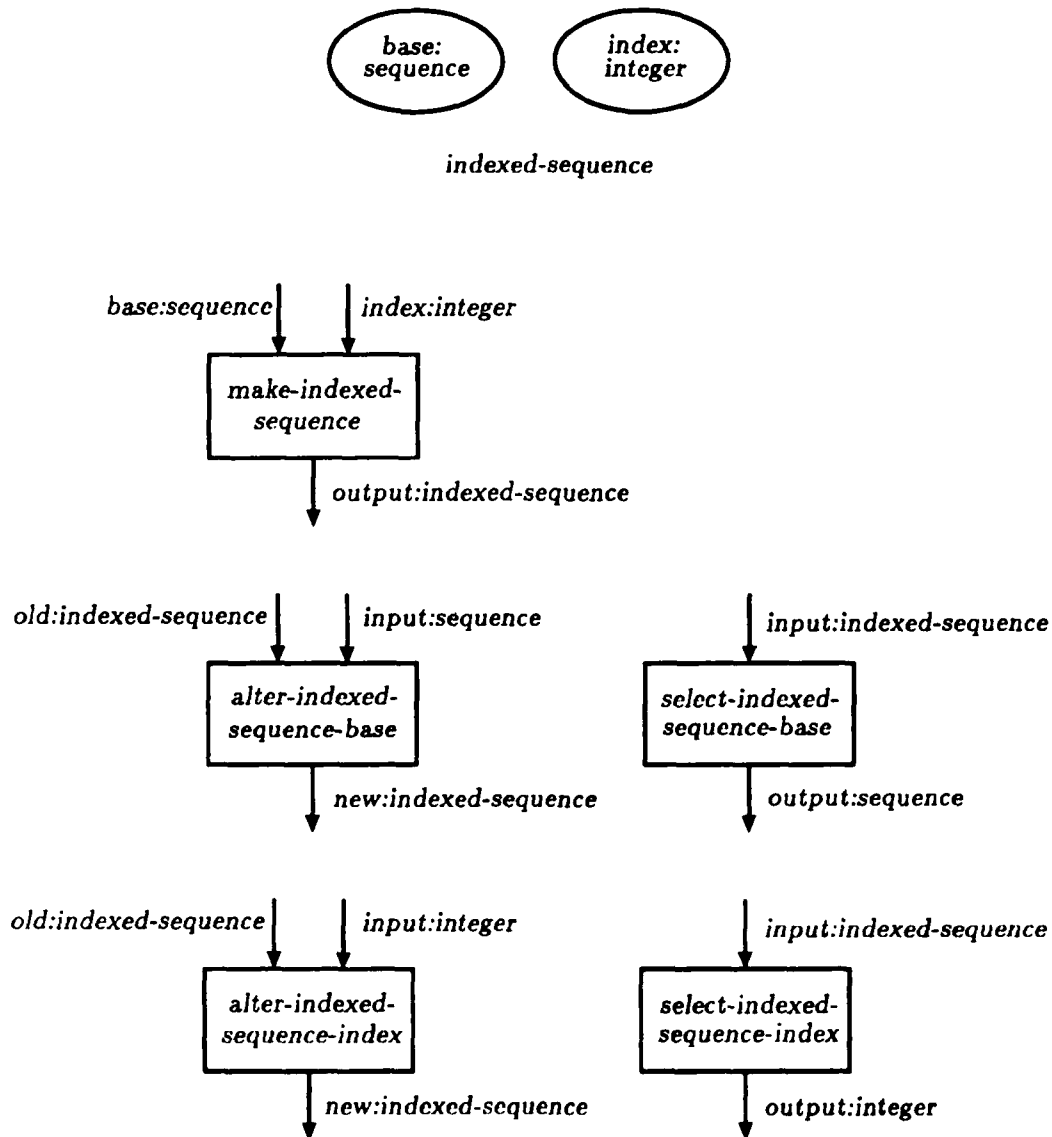 base:
sequence
index:
integer
indexed-sequence
base:sequence
index:integer
make-indexed-
sequence
output:indexed-sequence
old:indexed-sequence
input:sequence
alter-indexed-
sequence-base
new:indexed-sequence
input:indexed-sequence
select-indexed-
sequence-base
output:sequence
old:indexed-sequence
input:integer
alter-indexed-
sequence-index
new:indexed-sequence
input:indexed-sequence
select-indexed-
sequence-index
output:integer